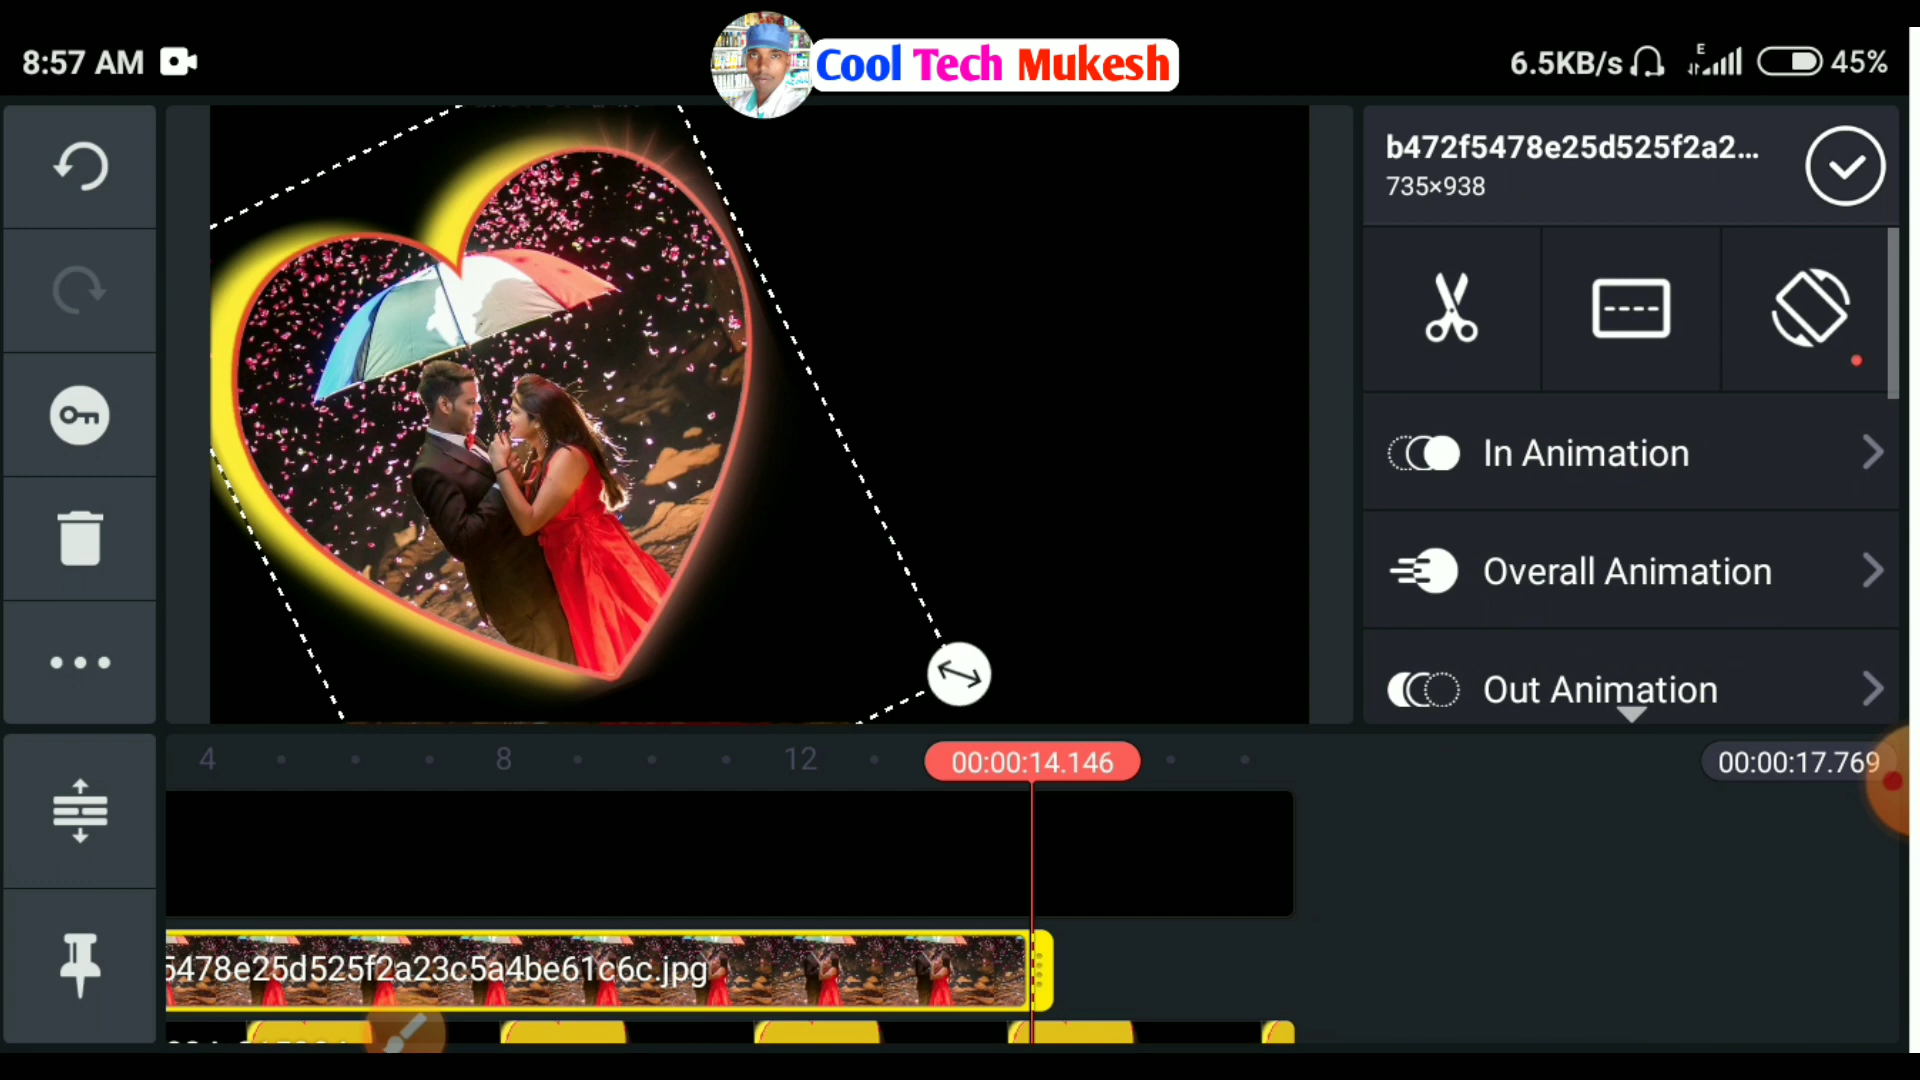 8:57 AM
Cool Tech Mukesh
6.5KB/s
E
45%
b472f5478e25d525f2a2...
735×938
In Animation
Overall Animation
Out Animation
4
8
12
00:00:14.146
00:00:17.769
5478e25d525f2a23c5a4be61c6c.jpg